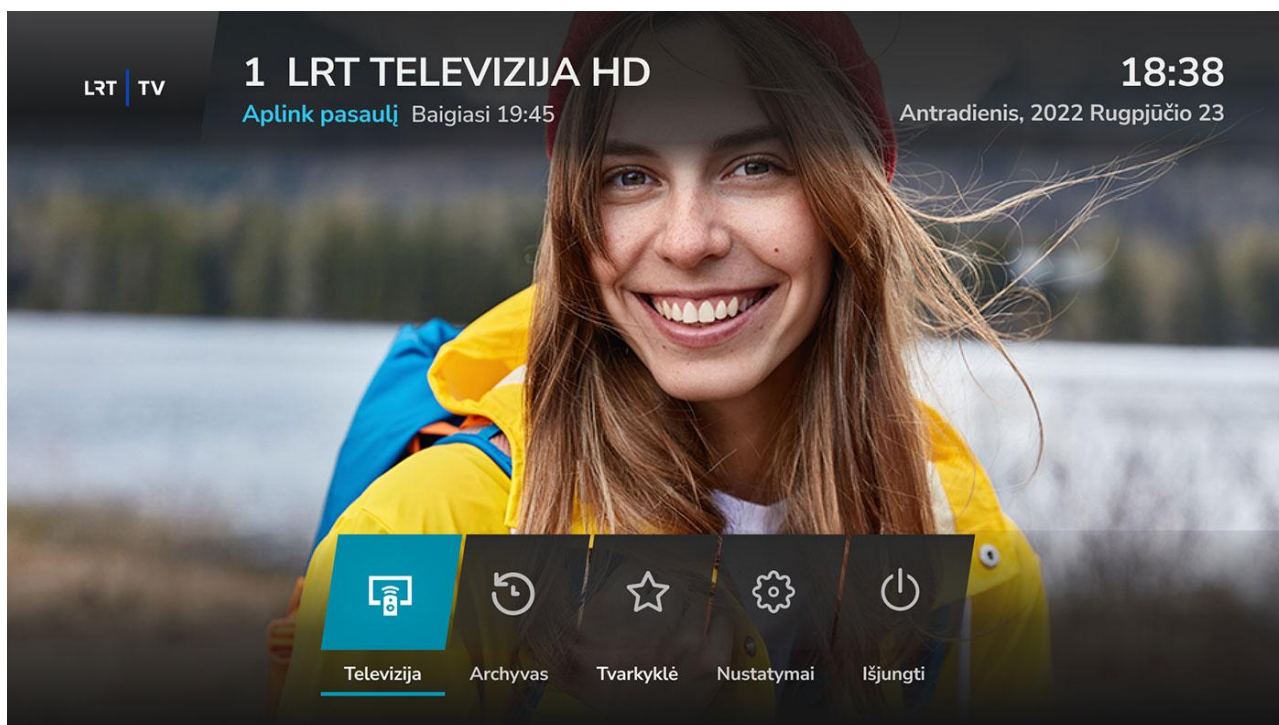 LRT TV
1 LRT TELEVIZIJA HD
Aplink pasaulį Baigiasi 19:45
18:38
Antradienis, 2022 Rugpjūčio 23
Televizija
Archyvas
Tvarkyklė
Nustatymai
Išjungti